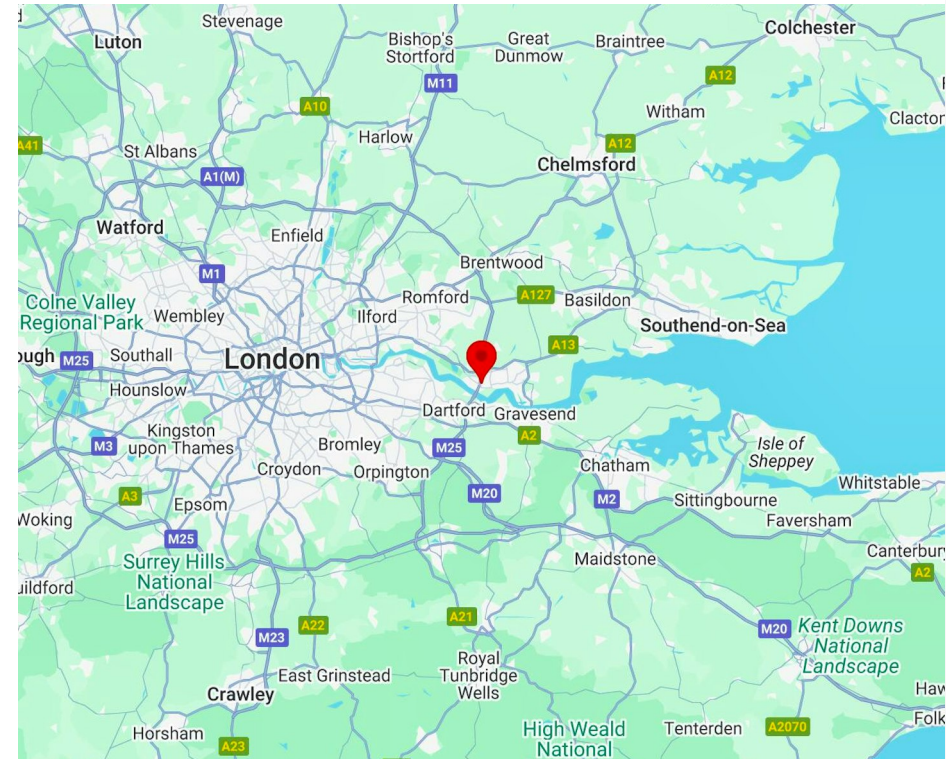 Stevenage
Luton
Bishop's
Stortford
Great
Dunmow
Braintree
Colchester
M11
A12
A10
Witham
Clacton
Harlow
A41
St Albans
A12
Chelmsford
A1(M)
Watford
Enfield
Brentwood
M1
Romford
A127
Basildon
Colne Valley
Regional Park
Wembley
Ilford
Southend-on-Sea
A13
ough
M25
Southall
London
Hounslow
Dartford
Gravesend
A2
Kingston
upon Thames
M3
Bromley
M25
Isle of
Sheppey
Croydon
Orpington
Chatham
Whitstable
A3
Epsom
M20
M2
Sittingbourne
Woking
Faversham
M25
Surrey Hills
National
Landscape
Maidstone
Canterbury
A2
uildford
A22
A21
M23
M20
Kent Downs
National
Landscape
Royal
Tunbridge
Wells
East Grinstead
Crawley
Haw
Folk
Horsham
High Weald
National
Tenterden
A2070
A23